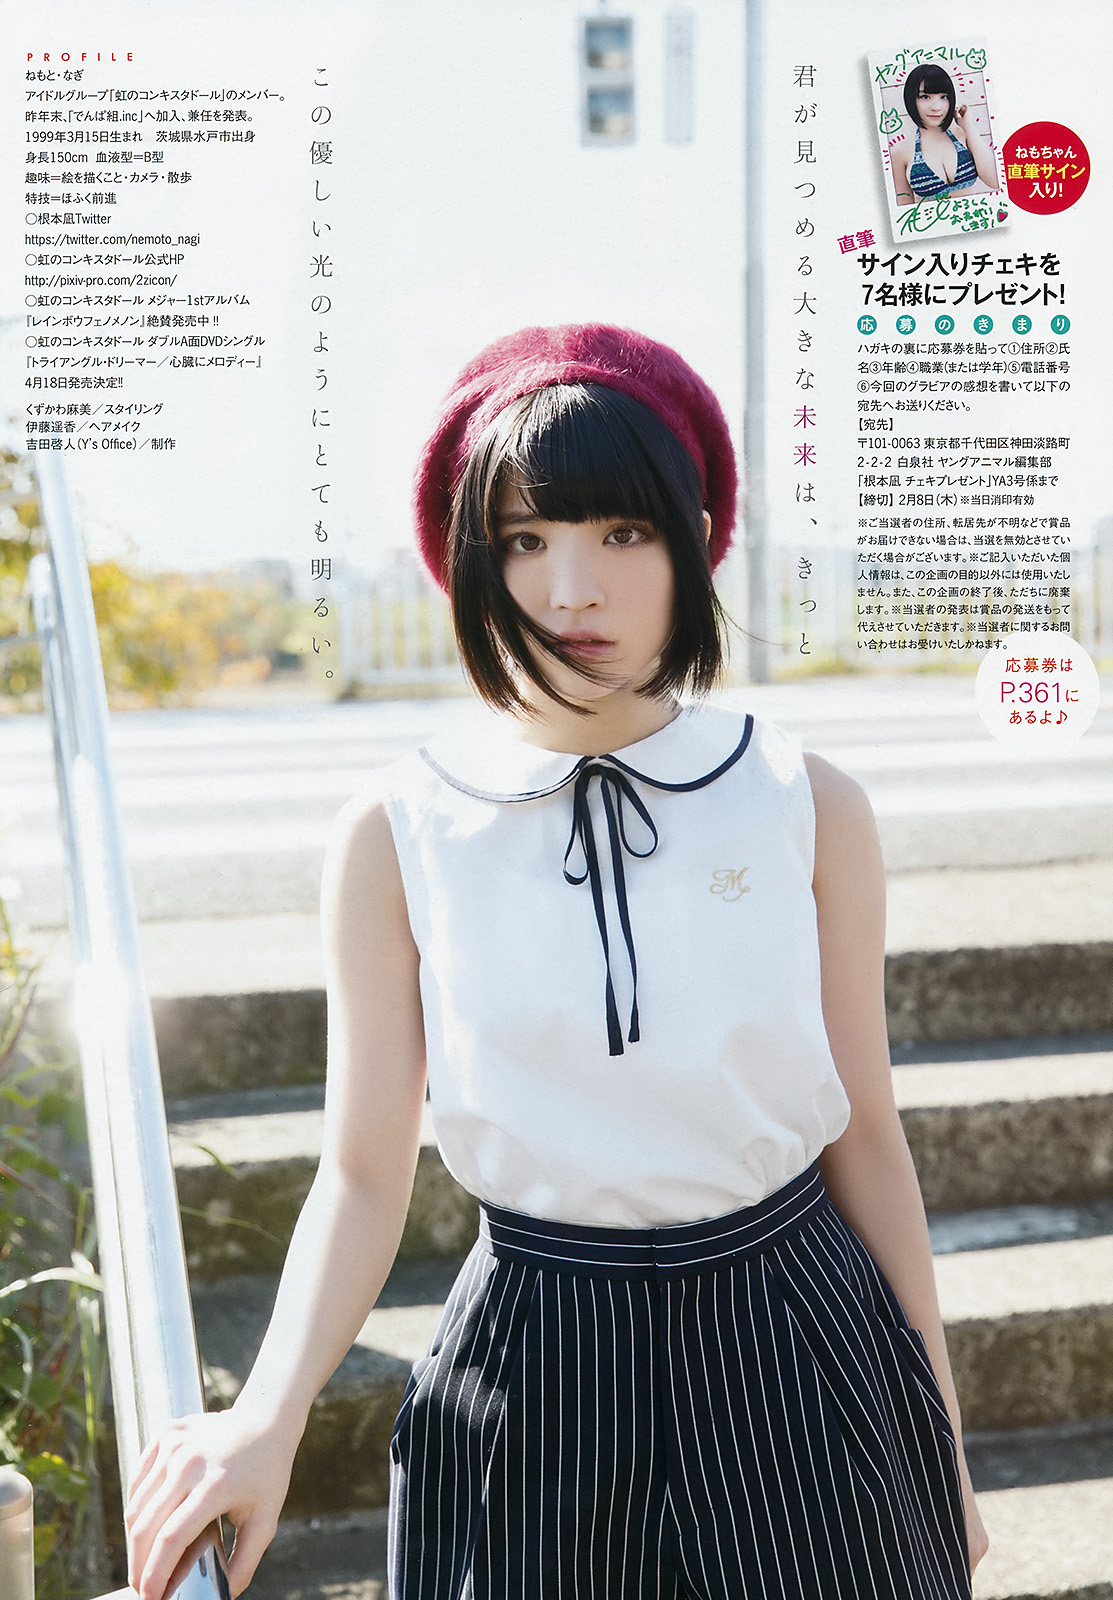 PROFILE
ねもと・なぎ
アイドルグループ「虹のコンキスタドール」のメンバー。
昨年末、「でんぱ組.inc」へ加入、兼任を発表。
1999年3月15日生まれ　茨城県水戸市出身
身長150cm 血液型=B型
趣味=絵を描くこと・カメラ・散歩
特技=ほふく前進
○根本凪Twitter
https://twitter.com/nemoto_nagi
○虹のコンキスタドール公式HP
http://pixiv-pro.com/2zicon/
○虹のコンキスタドール メジャー1stアルバム
『レインボウフェノメノン』絶賛発売中!!
○虹のコンキスタドール ダブルA面DVDシングル
『トライアングル・ドリーマー/心臓にメロディー』
4月18日発売決定!!
くずかわ麻美/スタイリング
伊藤遥香/ヘアメイク
吉田啓人(Y's Office)/制作
君が見つめる大きな未来は、きっと
この優しい光のようにとても明るい。
ヤングアニマル
よろしく
おねがい
します!
ねもちゃん
直筆サイン
入り!
直筆
サイン入りチェキを
7名様にプレゼント!
応募のきまり
ハガキの裏に応募券を貼って①住所②氏
名③年齢④職業(または学年)⑤電話番号
⑥今回のグラビアの感想を書いて以下の
宛先へお送りください。
【宛先】
〒101-0063 東京都千代田区神田淡路町
2-2-2 白泉社 ヤングアニマル編集部
「根本凪 チェキプレゼント」YA3号係まで
【締切】2月8日(木)※当日消印有効
※ご当選者の住所、転居先が不明などで賞品
がお届けできない場合は、当選を無効とさせてい
ただく場合がございます。※ご記入いただいた個
人情報は、この企画の目的以外には使用いたし
ません。また、この企画の終了後、ただちに廃棄
します。※当選者の発表は賞品の発送をもって
代えさせていただきます。※当選者に関するお問
い合わせはお受けいたしかねます。
応募券は
P.361に
あるよ♪
M